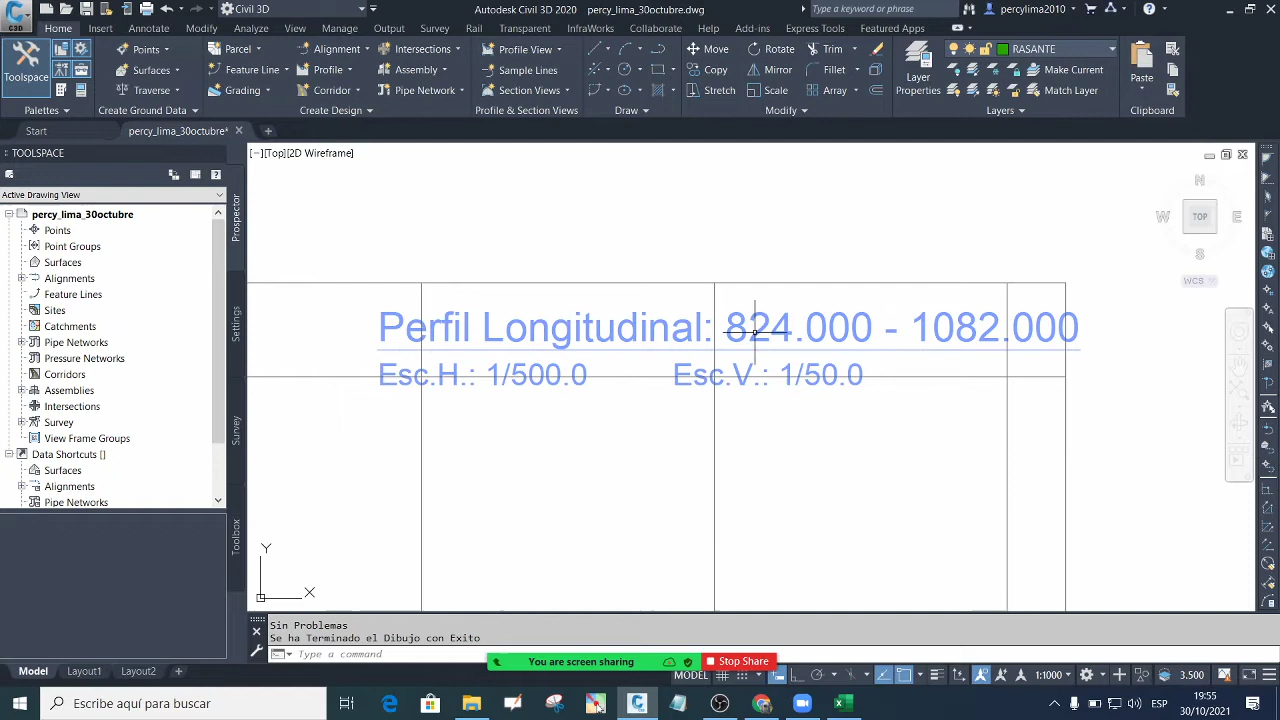 Civil 3D
Autodesk Civil 3D 2020 percy_lima_30octubre.dwg
Type a keyword or phrase
percylima2010
C3D
Home Insert Annotate Modify Analyze View Manage Output Survey Rail Transparent InfraWorks Collaborate Help Add-ins Express Tools Featured Apps
Toolspace
Points
Surfaces
Traverse
Parcel
Feature Line
Grading
Alignment
Profile
Corridor
Intersections
Assembly
Pipe Network
Profile View
Sample Lines
Section Views
Move
Copy
Stretch
Rotate
Mirror
Scale
Trim
Fillet
Array
Layer
Properties
RASANTE
Make Current
Match Layer
Paste
Palettes
Create Ground Data
Create Design
Profile & Section Views
Draw
Modify
Layers
Clipboard
Start
percy_lima_30octubre*
TOOLSPACE
Active Drawing View
percy_lima_30octubre
Points
Point Groups
Surfaces
Alignments
Feature Lines
Sites
Catchments
Pipe Networks
Pressure Networks
Corridors
Assemblies
Intersections
Survey
View Frame Groups
Data Shortcuts []
Surfaces
Alignments
Pipe Networks
Prospector
Settings
Survey
Toolbox
[−][Top][2D Wireframe]
N
W
TOP
E
S
WCS
Perfil Longitudinal: 824.000 - 1082.000
Esc.H.: 1/500.0 Esc.V.: 1/50.0
Y
X
Sin Problemas
Se ha Terminado el Dibujo con Exito
Type a command
You are screen sharing
Stop Share
Model Layout1 Layout2 +
MODEL
1:1000
3.500
Escribe aquí para buscar
ESP
19:55
30/10/2021